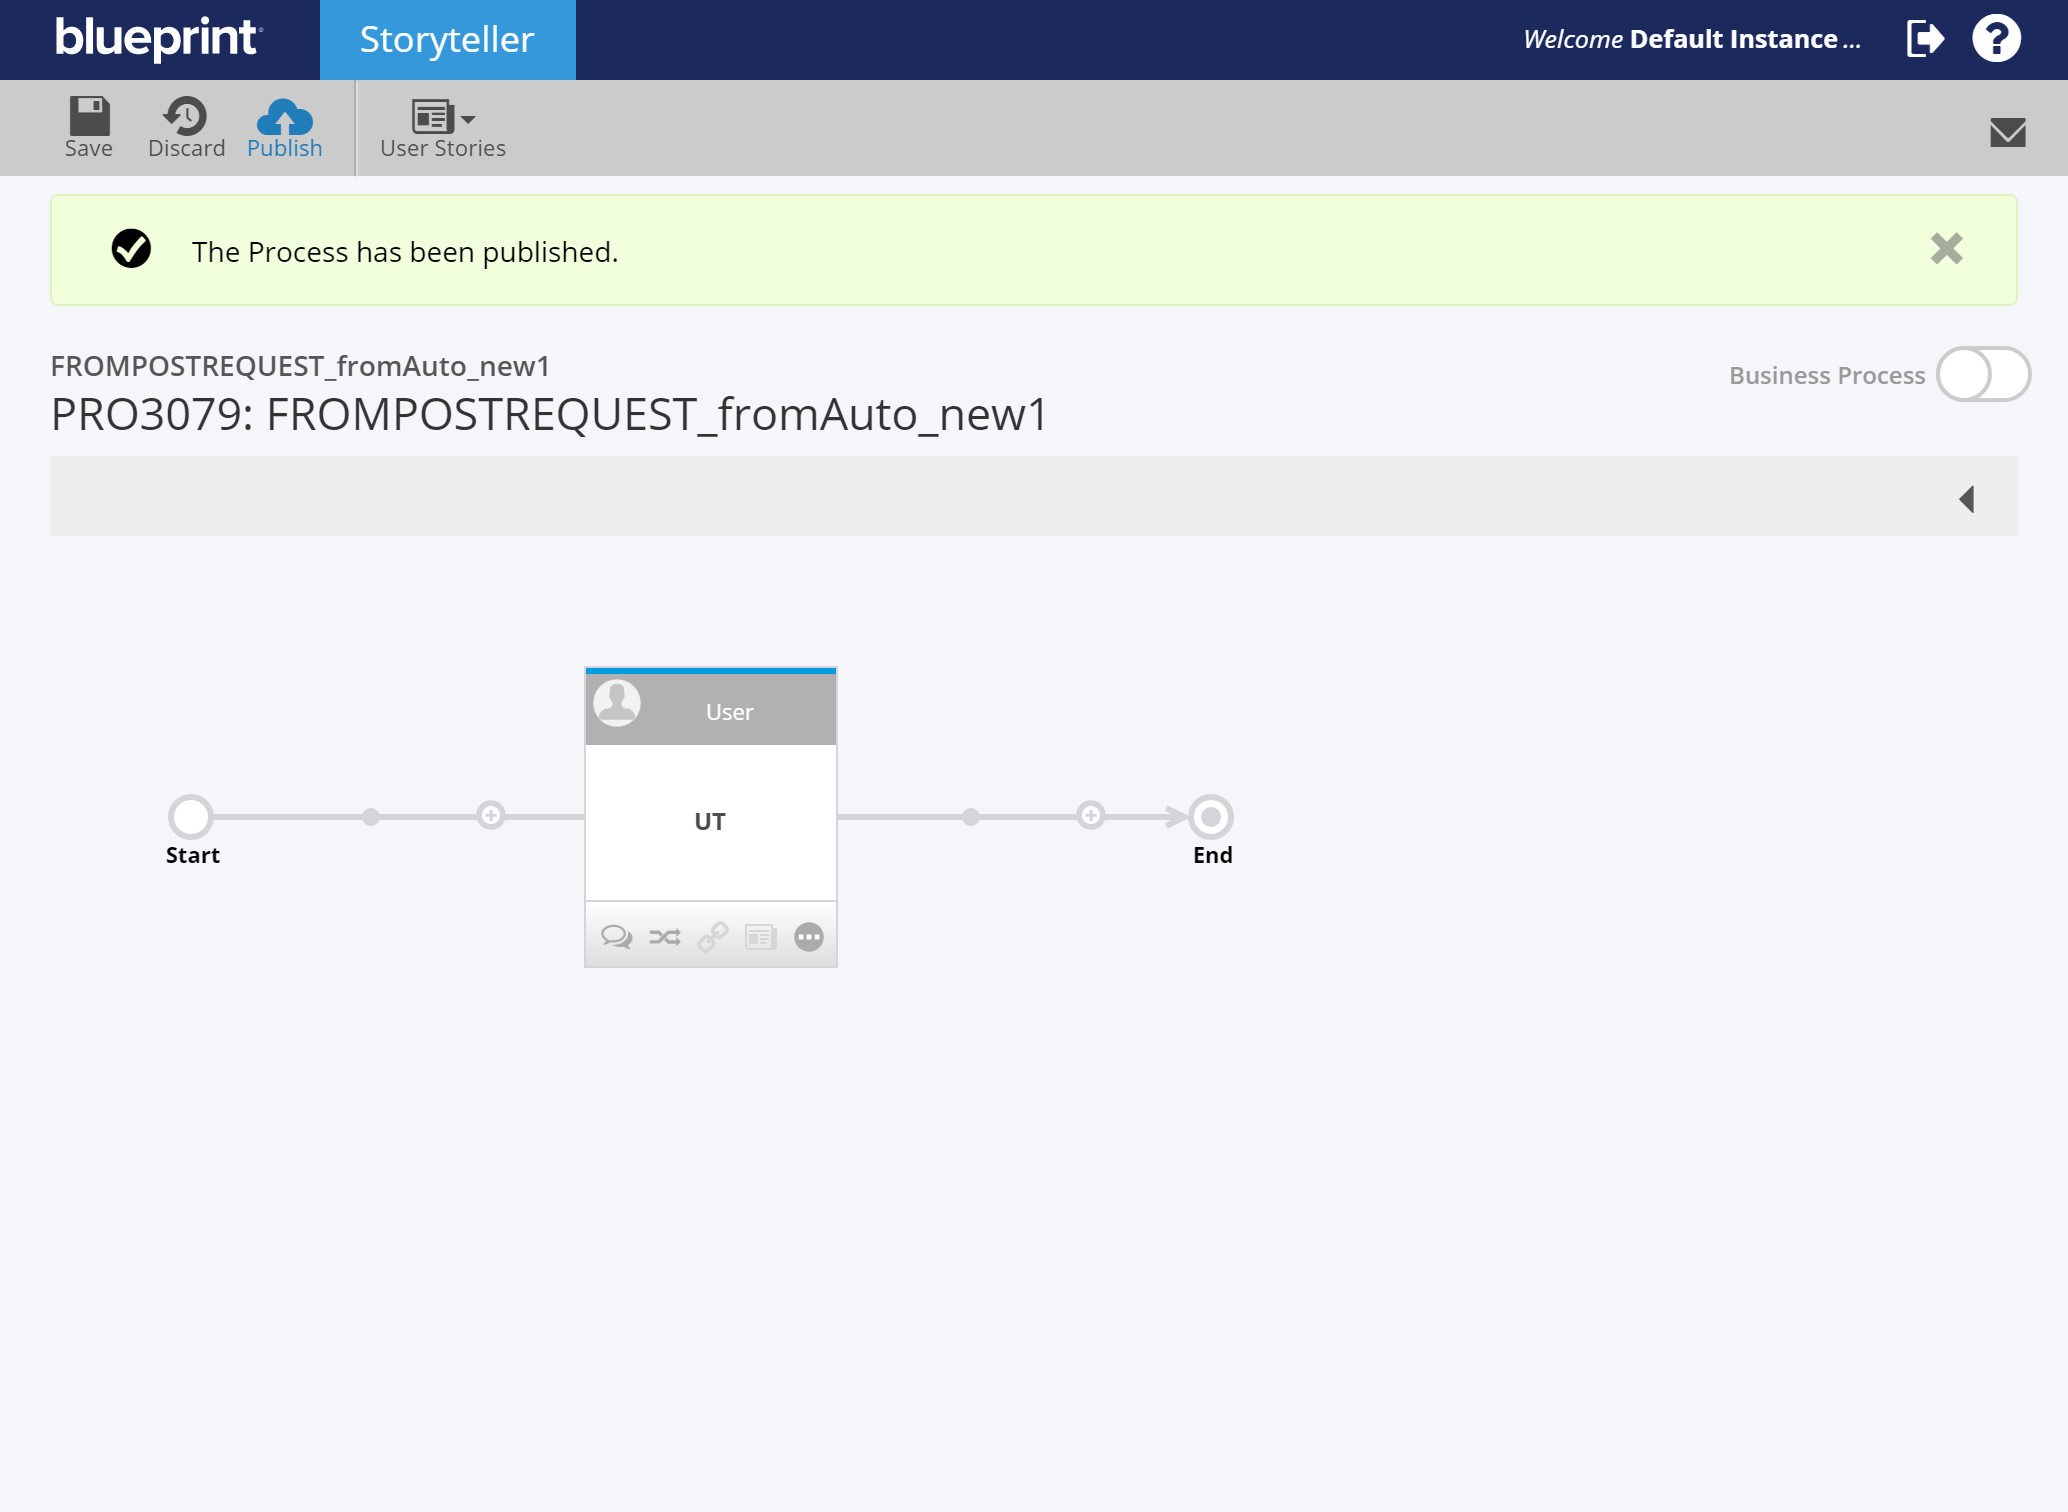 blueprint
Storyteller
Welcome Default Instance ...
Save
Discard
Publish
User Stories
The Process has been published.
FROMPOSTREQUEST_fromAuto_new1
Business Process
PRO3079: FROMPOSTREQUEST_fromAuto_new1
User
UT
Start
End